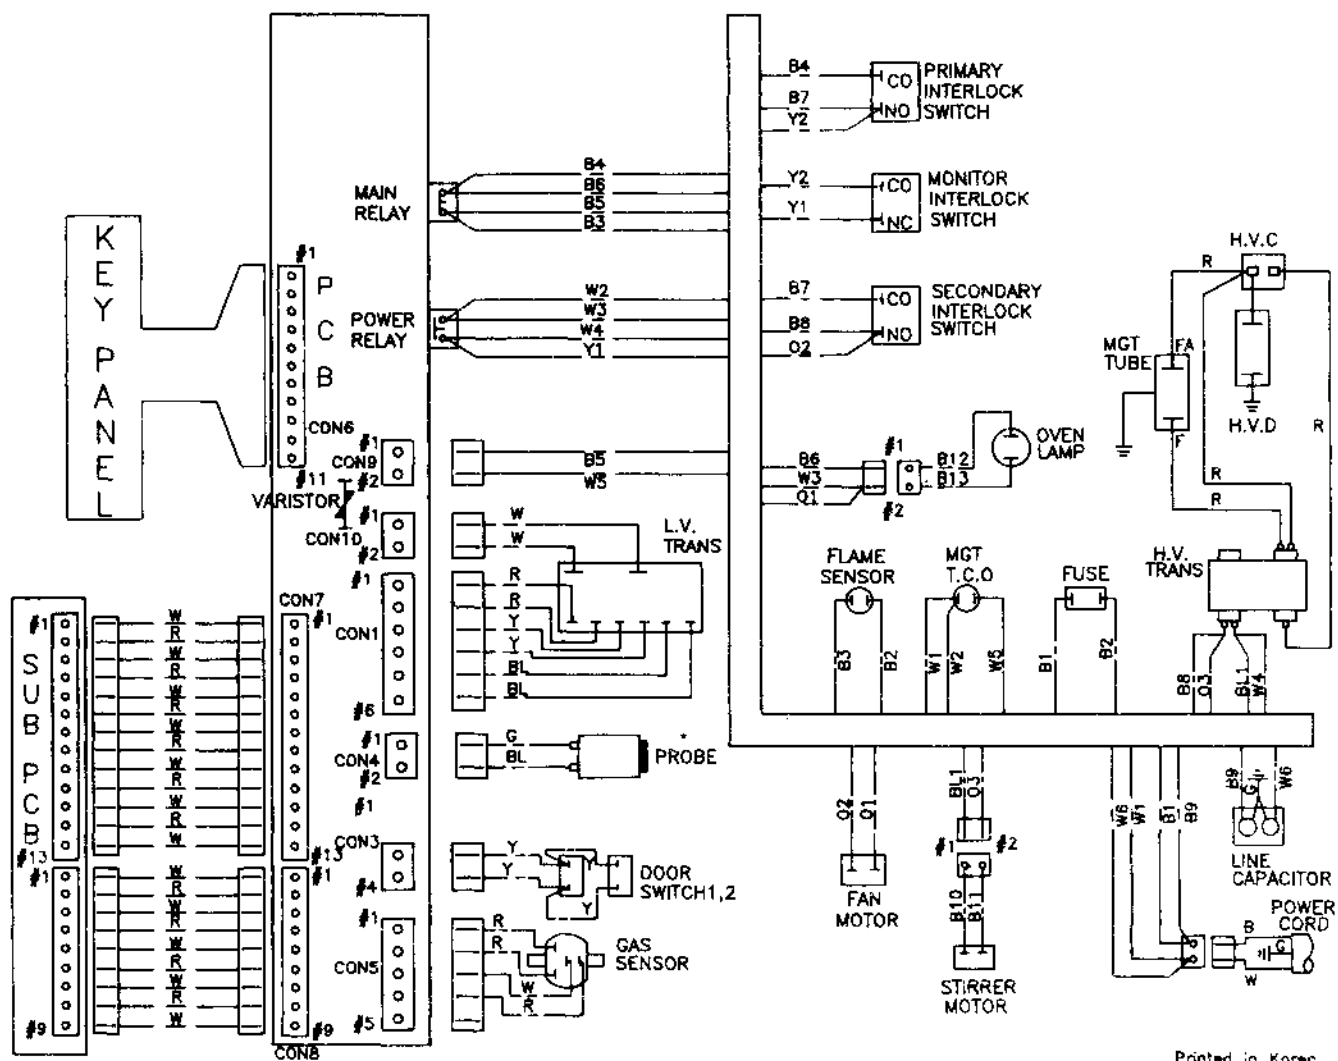 KEY PANEL
MAIN
RELAY
B4
B6
B5
B3
#1
PCB
POWER
RELAY
W2
W3
W4
Y1
CON6
#11
#1
CON9
#2
B5
VARISTOR
#1
CON10
#2
W
W
L.V.
TRANS
#1
CON1
#6
R
R
Y
Y
BL
BL
#1
CON4
#2
G
BL
PROBE
#1
CON3
#4
Y
Y
Y
Y
DOOR
SWITCH1,2
#1
CON5
#5
R
R
W
R
GAS
SENSOR
SUB PCB
#1
#13
#1
#9
W
R
W
R
W
R
W
R
W
R
W
R
W
W
R
W
R
W
R
W
R
W
CON7
#1
#13
#1
#9
CON8
B4
B7
Y2
CO
NO
PRIMARY
INTERLOCK
SWITCH
Y2
Y1
CO
NC
MONITOR
INTERLOCK
SWITCH
B7
B8
O2
CO
NO
SECONDARY
INTERLOCK
SWITCH
B6
W3
O1
#1
#2
B12
B13
OVEN
LAMP
H.V.C
R
R
MGT
TUBE
FA
F
H.V.D
R
R
H.V.
TRANS
FLAME
SENSOR
B3
B2
MGT
T.C.O
W1
W2
W5
FUSE
B1
B2
B8
O3
BL1
W4
O2
O1
FAN
MOTOR
BL1
O3
#1
#2
B10
B11
STIRRER
MOTOR
W6
W1
B1
B9
B9
G
W6
LINE
CAPACITOR
POWER
CORD
B
G
W
Printed in Korea